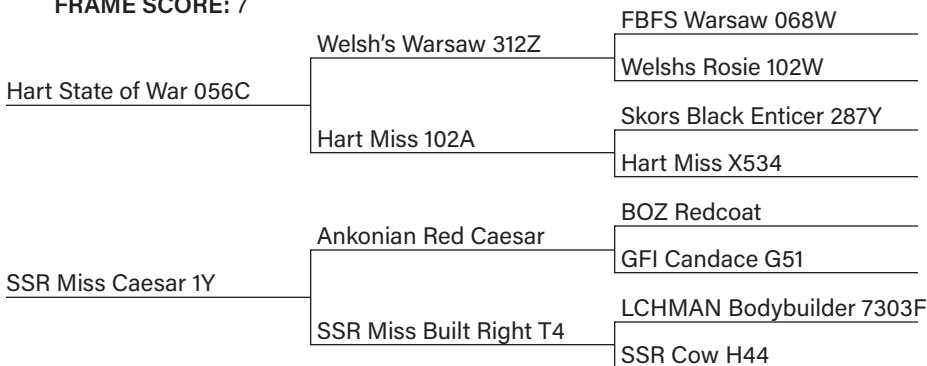 FRAME SCORE: 7
FBFS Warsaw 068W
Welsh's Warsaw 312Z
Welshs Rosie 102W
Hart State of War 056C
Skors Black Enticer 287Y
Hart Miss 102A
Hart Miss X534
BOZ Redcoat
Ankonian Red Caesar
GFI Candace G51
SSR Miss Caesar 1Y
LCHMAN Bodybuilder 7303F
SSR Miss Built Right T4
SSR Cow H44